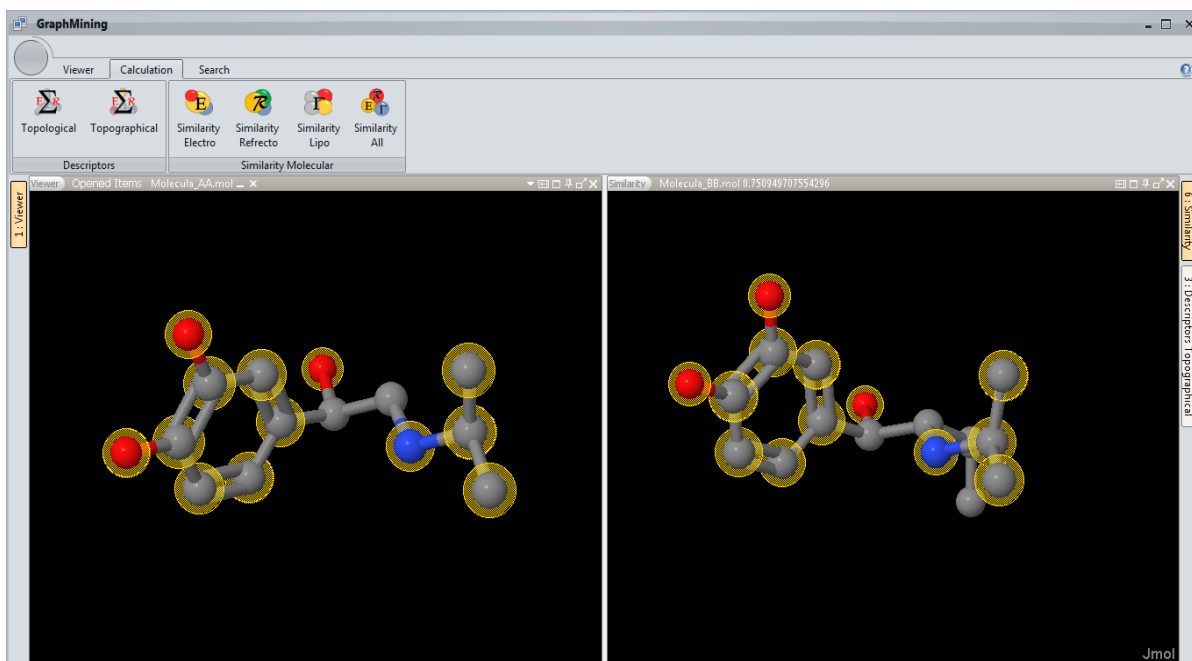 GraphMining
Viewer Calculation Search
E Σ R E Σ R E R Γ R E Γ
Topological Topographical Similarity Similarity Similarity Similarity
Electro Refrecto Lipo All
Descriptors Similarity Molecular
Viewer Opened Items Molecula_AA.mol
Similarity Molecula_BB.mol 0.750949707554296
1 : Viewer
6 : Similarity
3 : Descriptors Topographical
Jmol